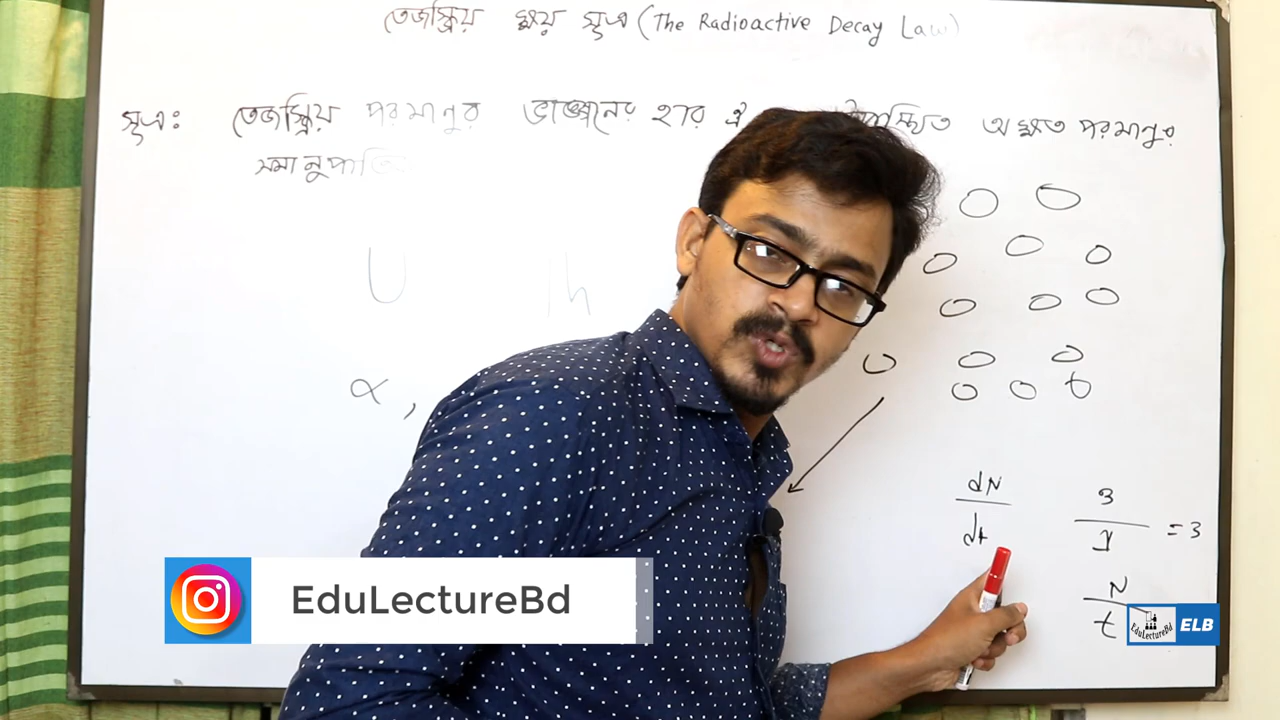 তেজস্ক্রিয় ক্ষয় সূত্র (The Radioactive Decay Law)
সূত্রঃ তেজস্ক্রিয় পরমানুর ভাঙ্গনের হার ঐ অক্ষত পরমানুর
সমানুপাতি
U Th
α,
dN
dt
3
1
= 3
N
t
EduLectureBd
EduLectureBd ELB